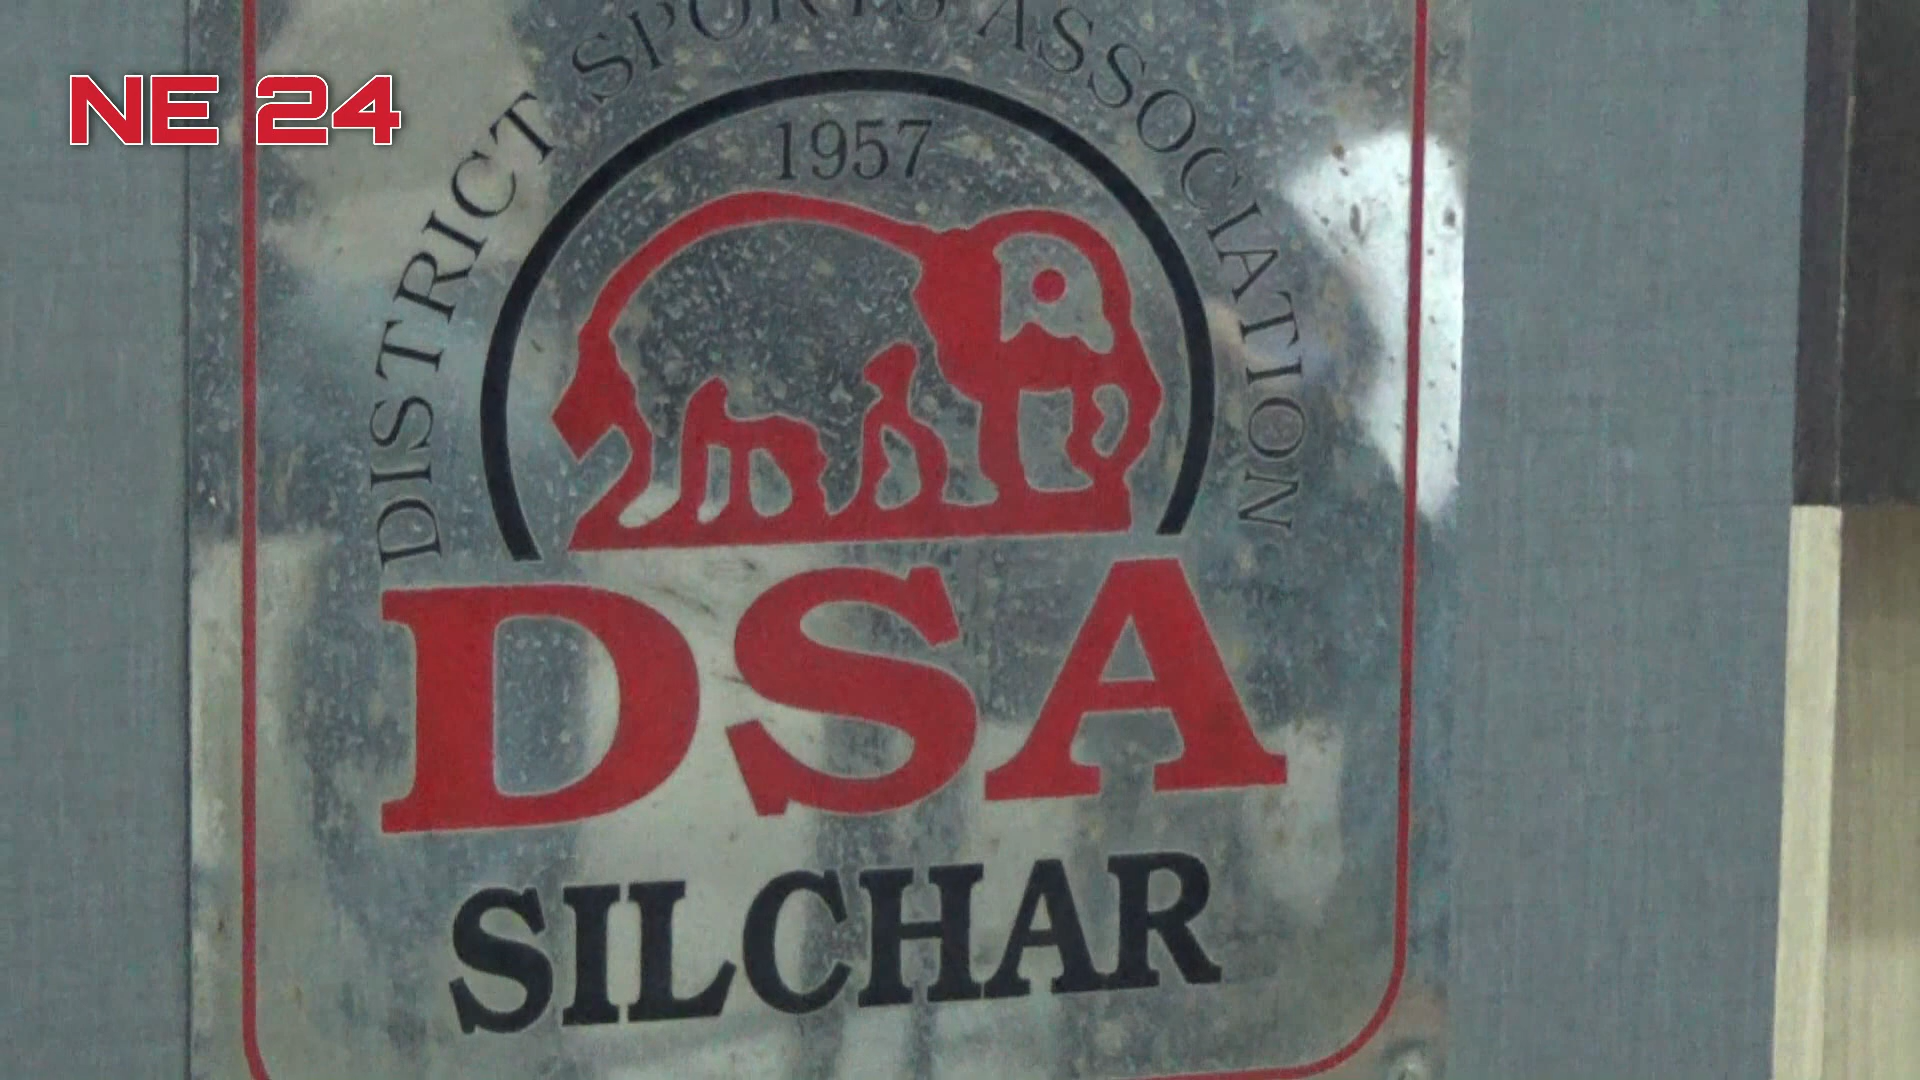 NE 24
DISTRICT SPORTS ASSOCIATION
1957
DSA
SILCHAR